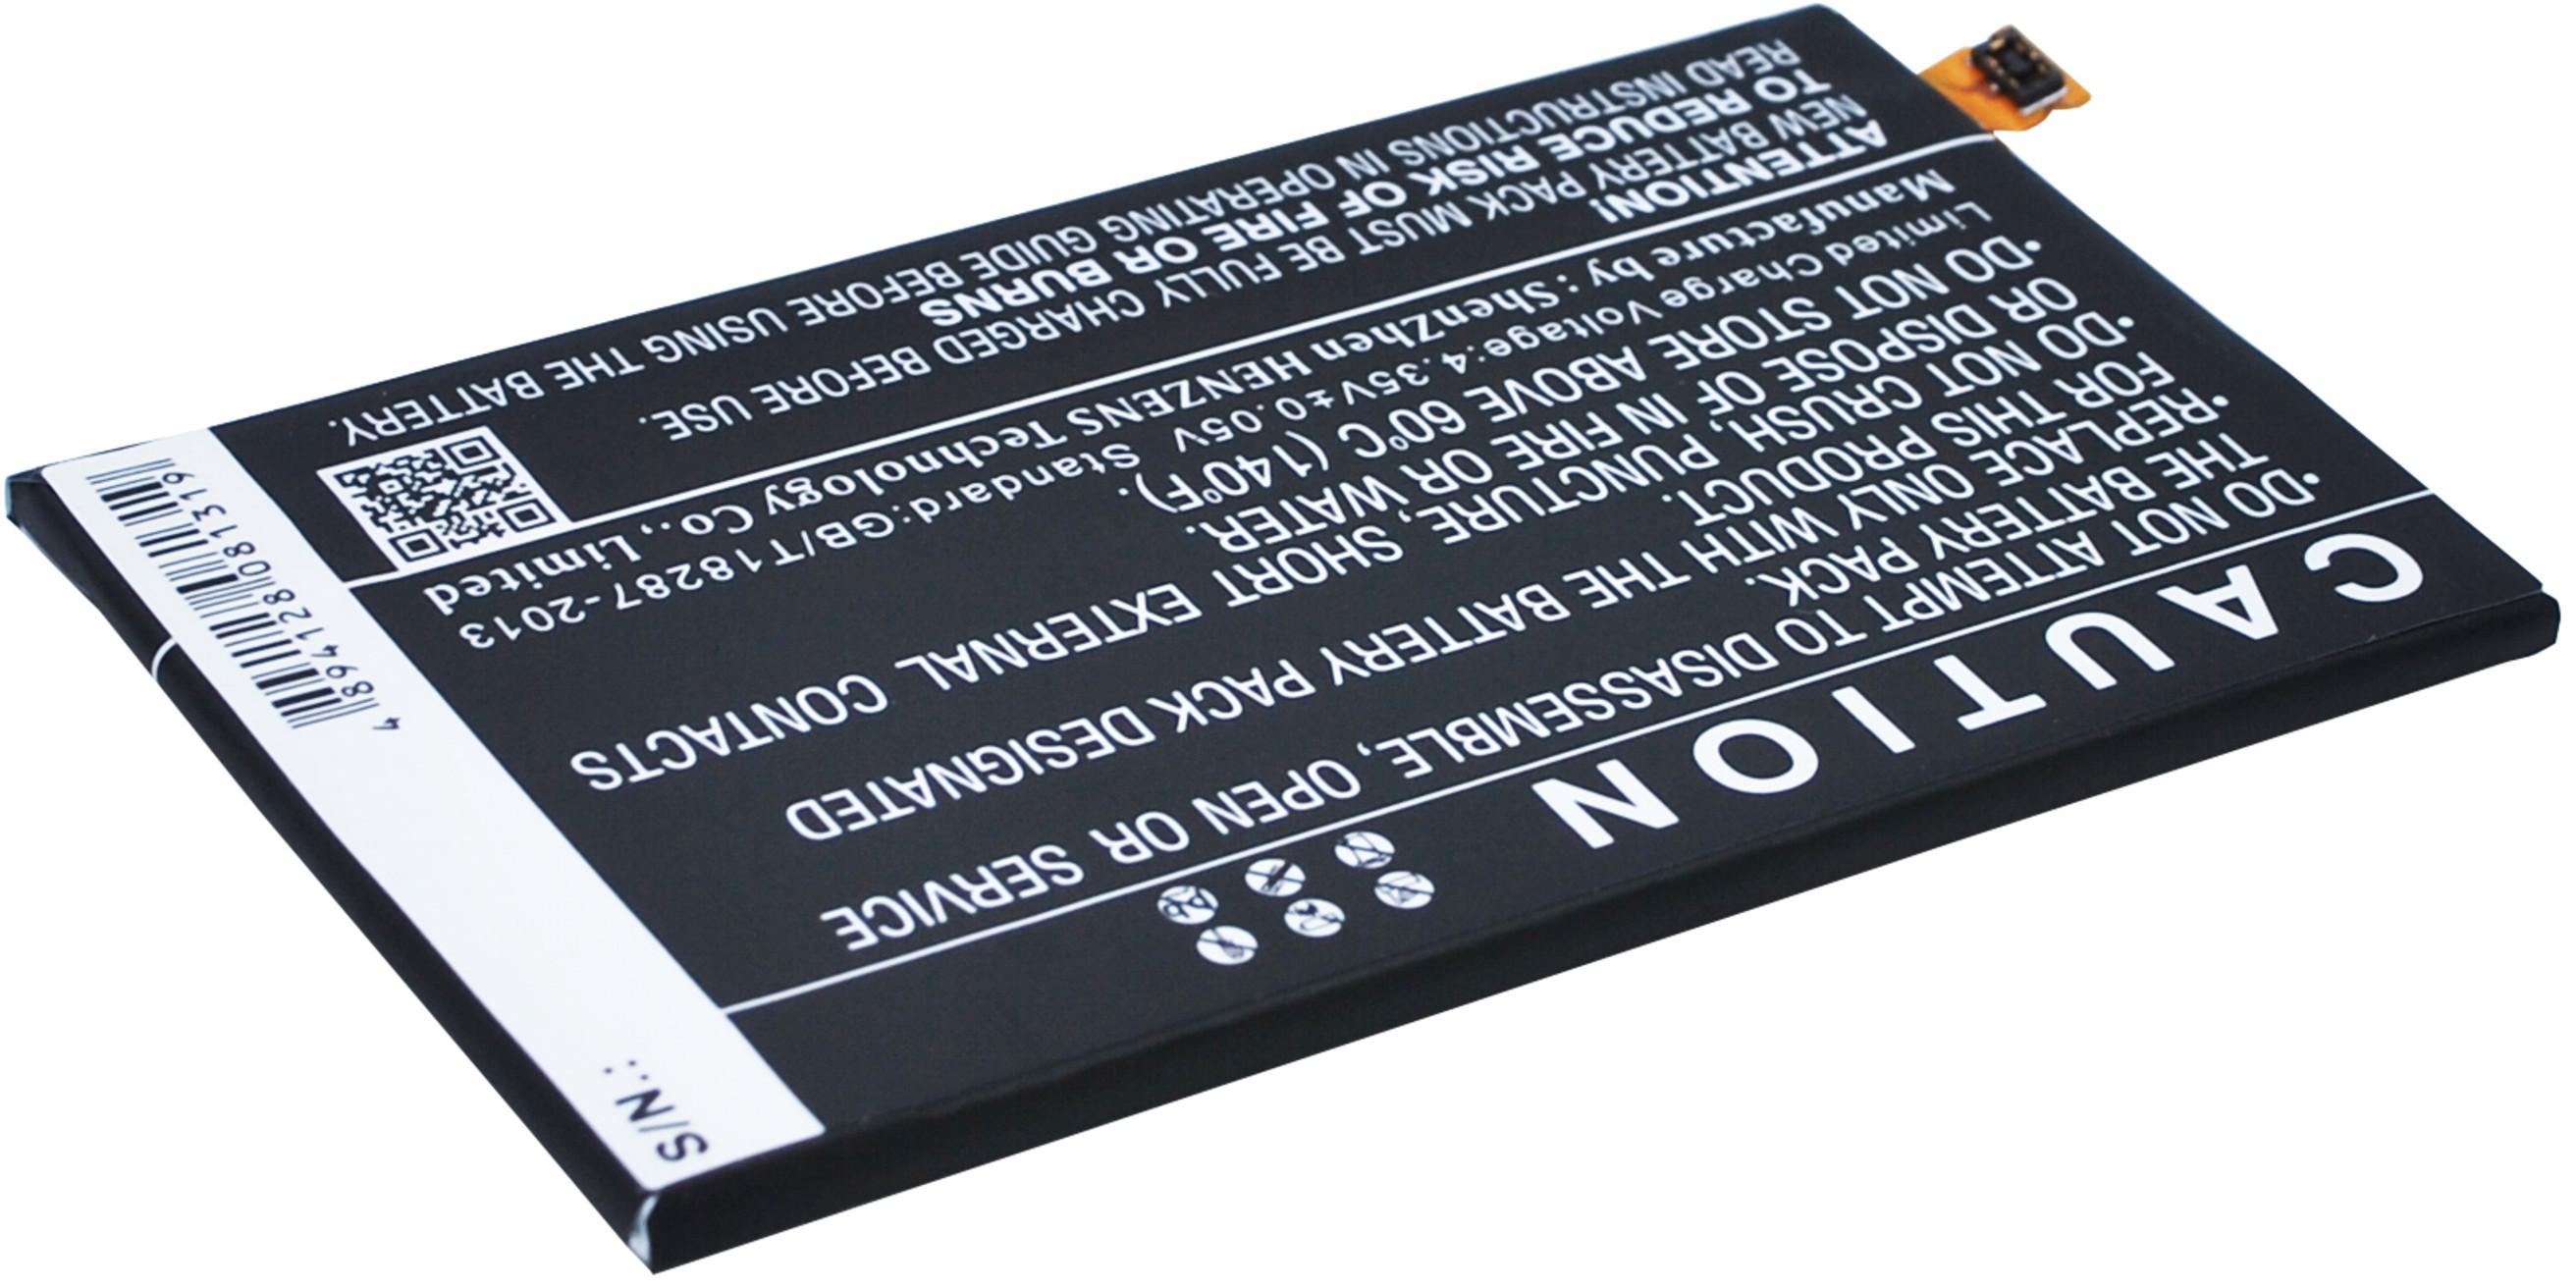 CAUTION
Pb
•DO NOT ATTEMPT TO DISASSEMBLE, OPEN OR SERVICE
THE BATTERY PACK.
•REPLACE ONLY WITH THE BATTERY PACK DESIGNATED
FOR THIS PRODUCT.
•DO NOT CRUSH, PUNCTURE, SHORT EXTERNAL CONTACTS
OR DISPOSE OF IN FIRE OR WATER.
•DO NOT STORE ABOVE 60°C (140°F).
Limited Charge Voltage:4.35V±0.05V Standard:GB/T18287-2013
Manufacture by : ShenZhen HENZENS Technology Co., Limited
ATTENTION!
NEW BATTERY PACK MUST BE FULLY CHARGED BEFORE USE.
TO REDUCE RISK OF FIRE OR BURNS
READ INSTRUCTIONS IN OPERATING GUIDE BEFORE USING THE BATTERY.
S/N.:
4 894128 081319